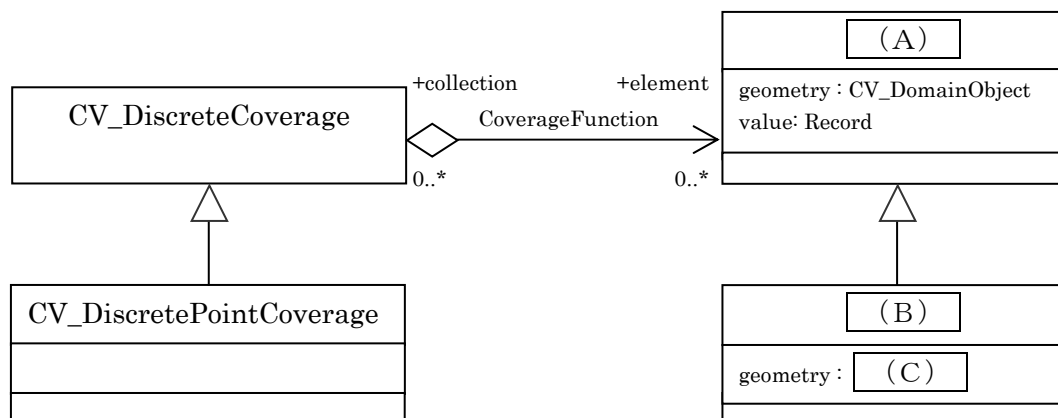 （A）
+collection
+element
geometry : CV_DomainObject
CV_DiscreteCoverage
CoverageFunction
value: Record
0..*
0..*
CV_DiscretePointCoverage
（B）
geometry : （C）